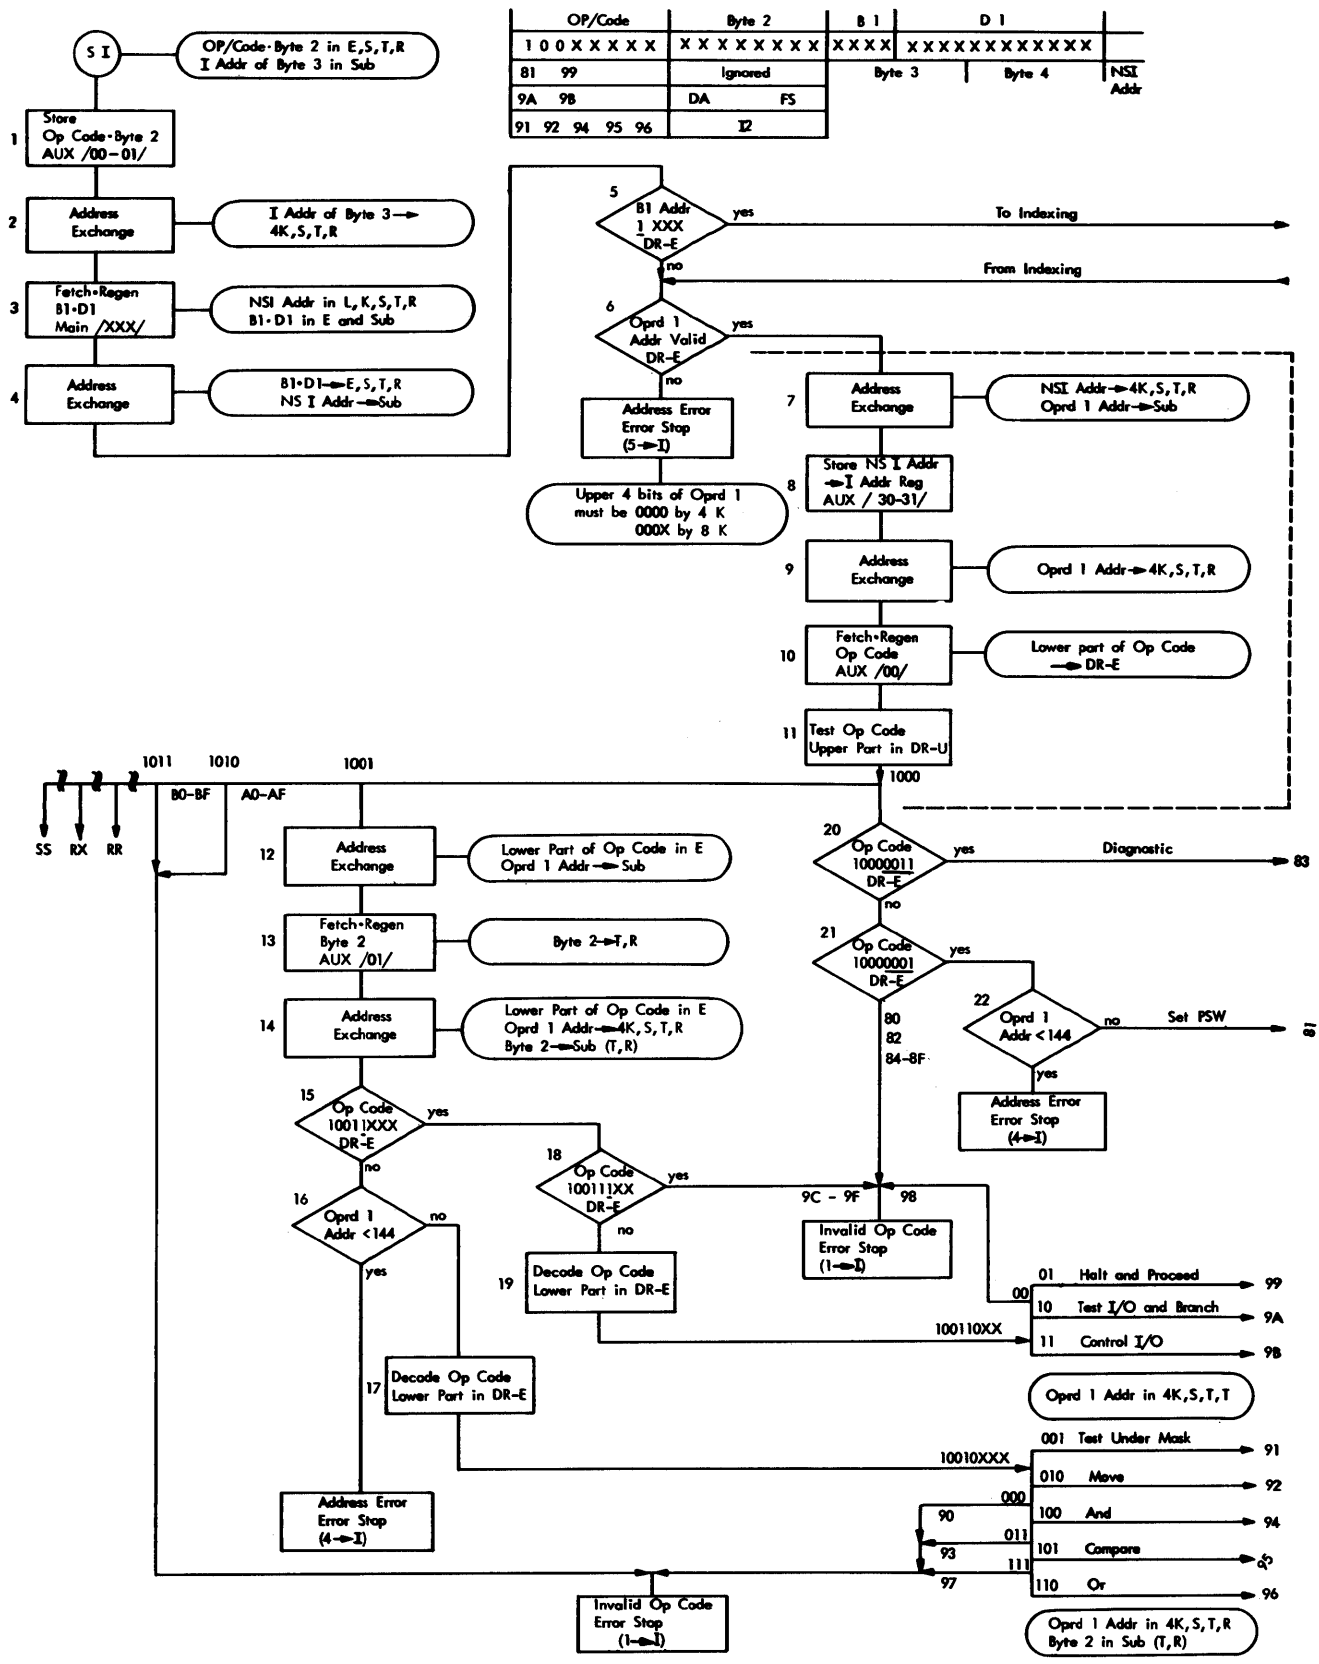 OP/Code Byte 2 B 1 D 1
1 0 0 X X X X X X X X X X X X X X X X X X X X X X X X X X X X X
81 99 Ignored Byte 3 Byte 4 NSI
Addr
9A 9B DA FS
91 92 94 95 96 I2
S I
OP/Code·Byte 2 in E,S,T,R
I Addr of Byte 3 in Sub
1
Store
Op Code·Byte 2
AUX /00-01/
2
Address
Exchange
I Addr of Byte 3→
4K,S,T,R
3
Fetch·Regen
B1·D1
Main /XXX/
NSI Addr in L,K,S,T,R
B1·D1 in E and Sub
4
Address
Exchange
B1·D1→E,S,T,R
NS I Addr→Sub
5
B1 Addr
1 XXX
DR-E
yes
To Indexing
no
From Indexing
6
Oprd 1
Addr Valid
DR-E
yes
no
Address Error
Error Stop
(5→I)
Upper 4 bits of Oprd 1
must be 0000 by 4 K
000X by 8 K
7
Address
Exchange
NSI Addr→4K,S,T,R
Oprd 1 Addr→Sub
8
Store NS I Addr
→I Addr Reg
AUX / 30-31/
9
Address
Exchange
Oprd 1 Addr→4K,S,T,R
10
Fetch·Regen
Op Code
AUX /00/
Lower part of Op Code
→ DR-E
11
Test Op Code
Upper Part in DR-U
1011 1010 1001 1000
B0-BF A0-AF
SS RX RR
12
Address
Exchange
Lower Part of Op Code in E
Oprd 1 Addr→ Sub
13
Fetch·Regen
Byte 2
AUX /01/
Byte 2→T,R
14
Address
Exchange
Lower Part of Op Code in E
Oprd 1 Addr→4K,S,T,R
Byte 2→Sub (T,R)
15
Op Code
10011XXX
DR-E
yes
no
16
Oprd 1
Addr <144
no
yes
17
Decode Op Code
Lower Part in DR-E
Address Error
Error Stop
(4→I)
18
Op Code
100111XX
DR-E
yes
no
19
Decode Op Code
Lower Part in DR-E
20
Op Code
10000011
DR-E
yes
Diagnostic
83
no
21
Op Code
10000001
DR-E
yes
80
82
84-8F
22
Oprd 1
Addr <144
no
Set PSW
81
yes
Address Error
Error Stop
(4→I)
9C - 9F 98
Invalid Op Code
Error Stop
(1→I)
100110XX
00
01 Halt and Proceed 99
10 Test I/O and Branch 9A
11 Control I/O 9B
Oprd 1 Addr in 4K,S,T,T
10010XXX
001 Test Under Mask 91
010 Move 92
000
90
100 And 94
011
93
101 Compare 95
111
97
110 Or 96
Invalid Op Code
Error Stop
(1→I)
Oprd 1 Addr in 4K,S,T,R
Byte 2 in Sub (T,R)